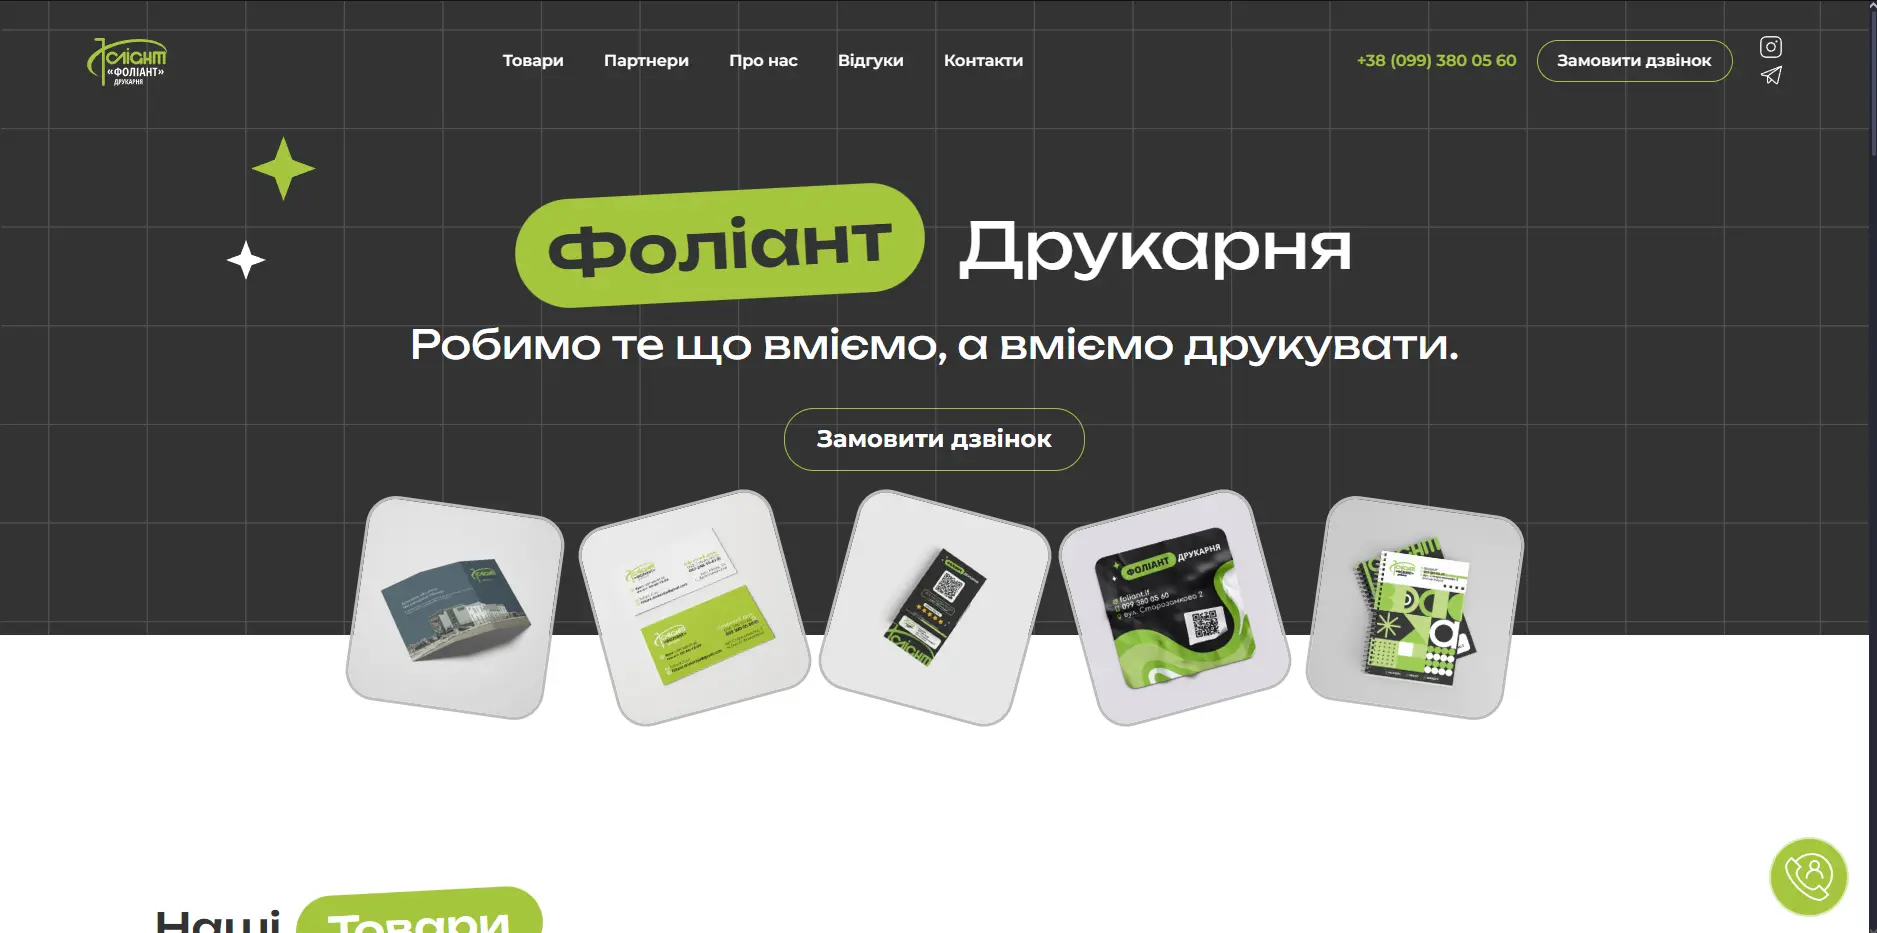 Фоліант
«ФОЛІАНТ»
ДРУКАРНЯ
Товари
Партнери
Про нас
Відгуки
Контакти
+38 (099) 380 05 60
Замовити дзвінок
Фоліант Друкарня
Робимо те що вміємо, а вміємо друкувати.
Замовити дзвінок
ФОЛІАНТ ДРУКАРНЯ
foliant.if
099 380 05 60
вул. Старозамкова 2
Наші Товари